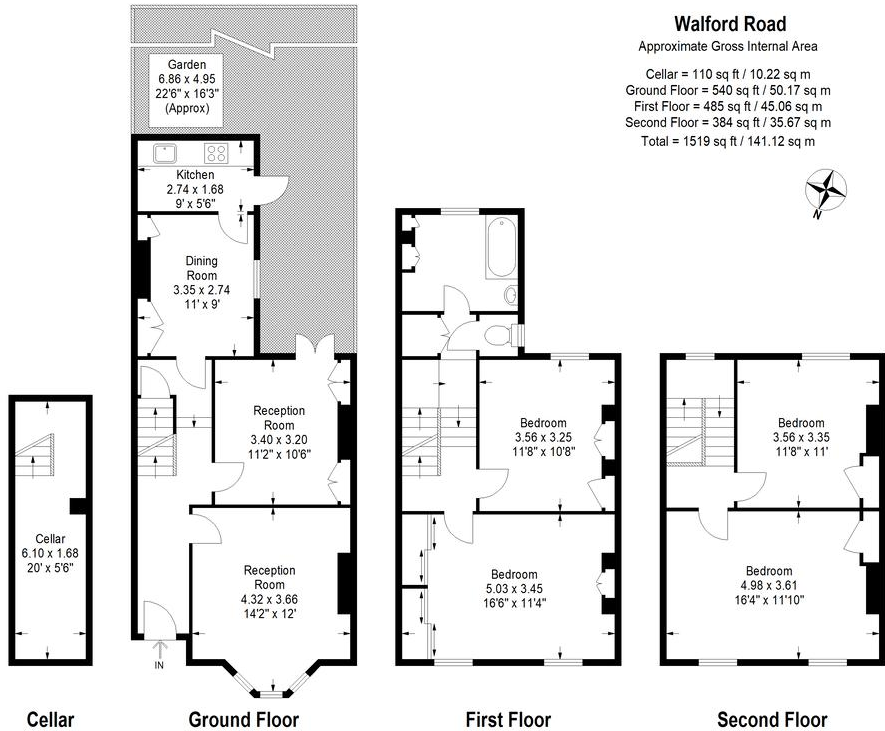 Walford Road
Approximate Gross Internal Area
Cellar = 110 sq ft / 10.22 sq m
Ground Floor = 540 sq ft / 50.17 sq m
First Floor = 485 sq ft / 45.06 sq m
Second Floor = 384 sq ft / 35.67 sq m
Total = 1519 sq ft / 141.12 sq m
N
Garden
6.86 x 4.95
22'6" x 16'3"
(Approx)
Kitchen
2.74 x 1.68
9' x 5'6"
Dining
Room
3.35 x 2.74
11' x 9'
Reception
Room
3.40 x 3.20
11'2" x 10'6"
Reception
Room
4.32 x 3.66
14'2" x 12'
IN
Cellar
6.10 x 1.68
20' x 5'6"
Bedroom
3.56 x 3.25
11'8" x 10'8"
Bedroom
5.03 x 3.45
16'6" x 11'4"
Bedroom
3.56 x 3.35
11'8" x 11'
Bedroom
4.98 x 3.61
16'4" x 11'10"
Cellar
Ground Floor
First Floor
Second Floor